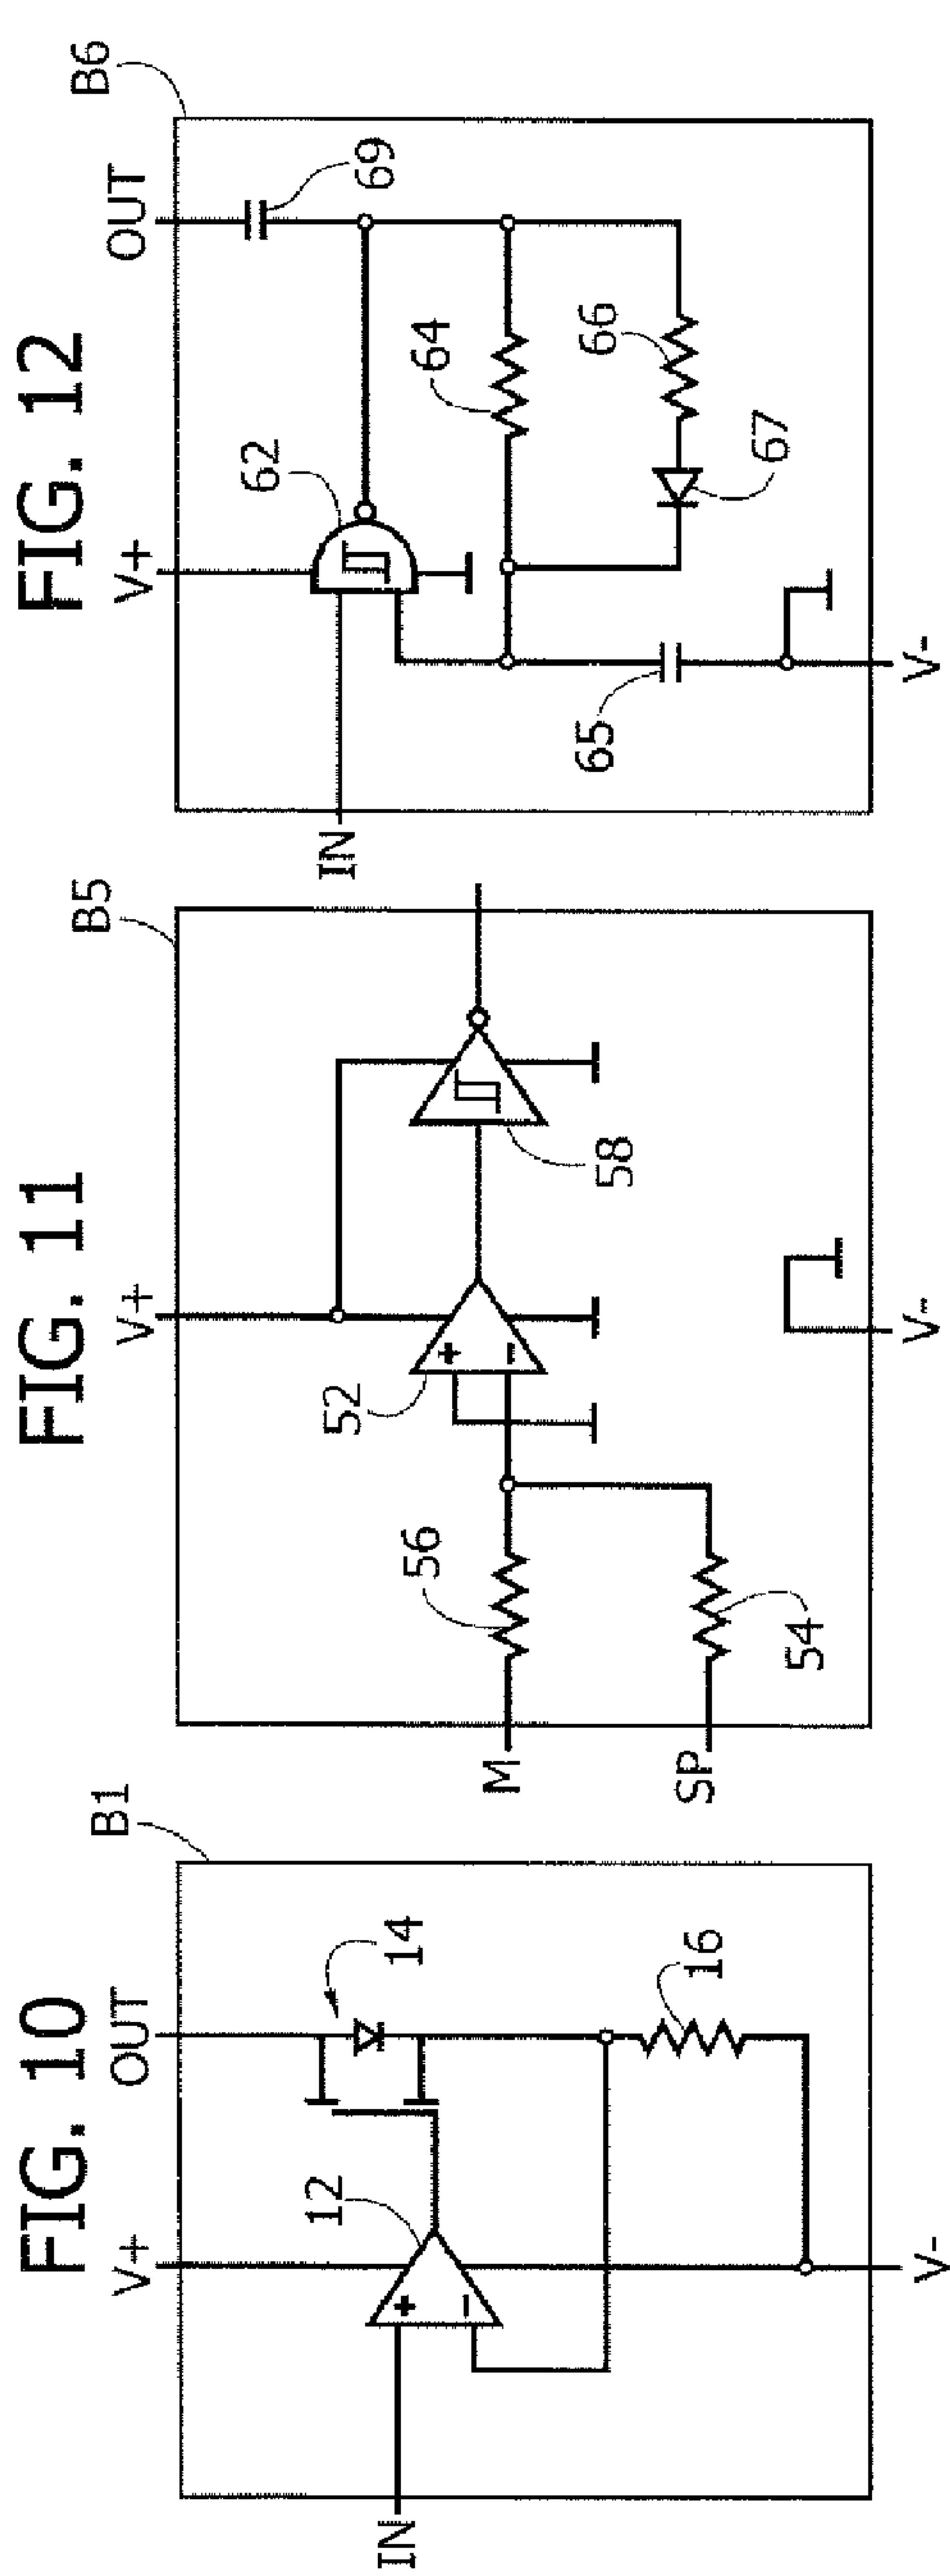 FIG. 10
V+
OUT
B1
12
14
+
-
IN
16
V-
FIG. 11
V+
B5
52
+
-
56
58
M
54
SP
V-
FIG. 12
V+
OUT
B6
62
69
IN
64
66
65
67
V-